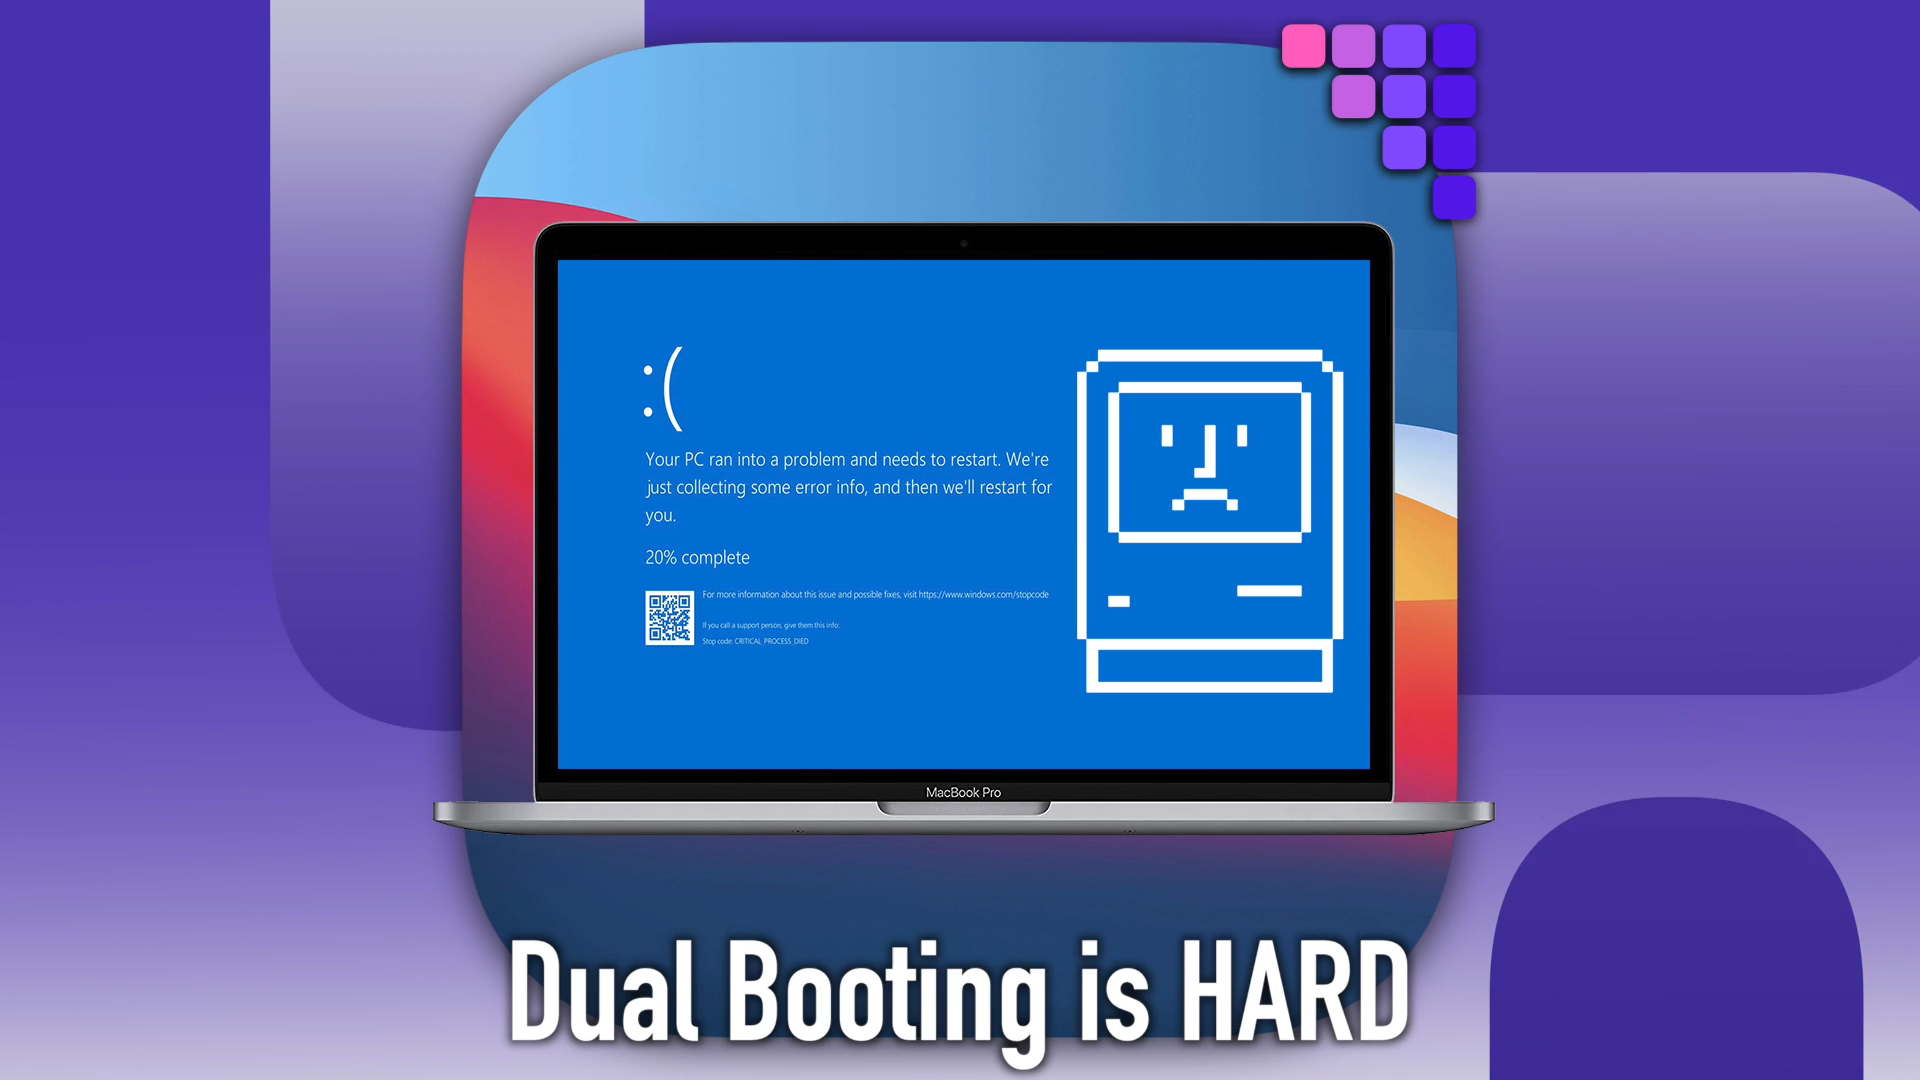 :(
Your PC ran into a problem and needs to restart. We're
just collecting some error info, and then we'll restart for
you.
20% complete
For more information about this issue and possible fixes, visit https://www.windows.com/stopcode
If you call a support person, give them this info:
Stop code: CRITICAL_PROCESS_DIED
MacBook Pro
Dual Booting is HARD